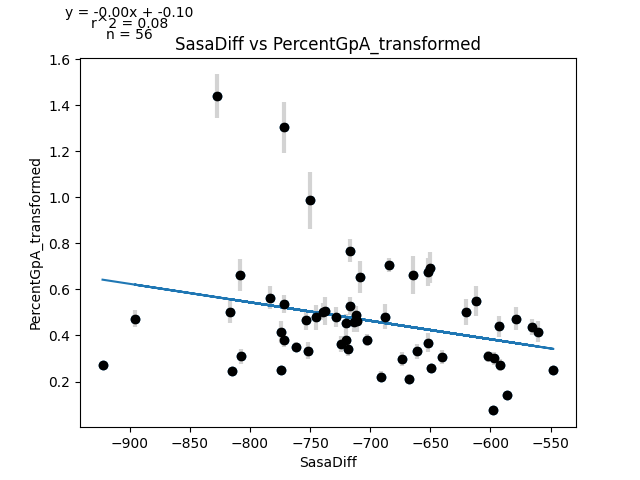 y = -0.00x + -0.10
r^2 = 0.08
n = 56
SasaDiff vs PercentGpA_transformed
1.6
1.4
1.2
1.0
0.8
0.6
0.4
0.2
PercentGpA_transformed
−900 −850 −800 −750 −700 −650 −600 −550
SasaDiff